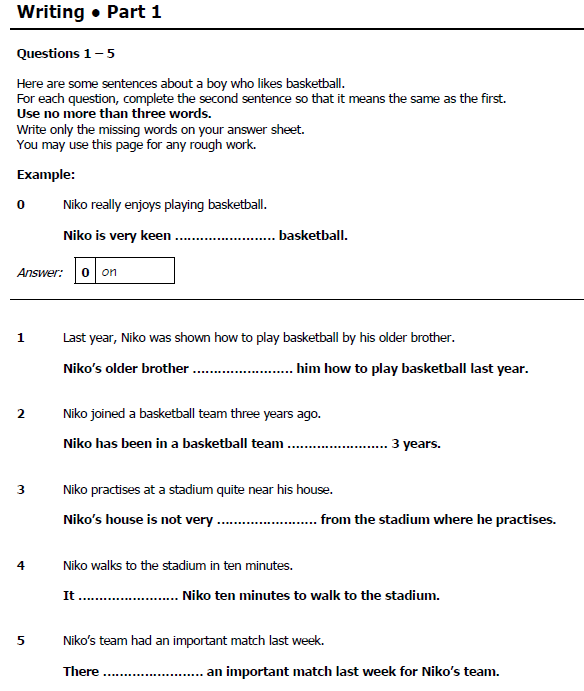 Writing ● Part 1
Questions 1 – 5
Here are some sentences about a boy who likes basketball.
For each question, complete the second sentence so that it means the same as the first.
Use no more than three words.
Write only the missing words on your answer sheet.
You may use this page for any rough work.
Example:
0 Niko really enjoys playing basketball.
Niko is very keen ........................ basketball.
Answer: 0 on
1 Last year, Niko was shown how to play basketball by his older brother.
Niko's older brother ........................ him how to play basketball last year.
2 Niko joined a basketball team three years ago.
Niko has been in a basketball team ........................ 3 years.
3 Niko practises at a stadium quite near his house.
Niko's house is not very ........................ from the stadium where he practises.
4 Niko walks to the stadium in ten minutes.
It ........................ Niko ten minutes to walk to the stadium.
5 Niko's team had an important match last week.
There ........................ an important match last week for Niko's team.